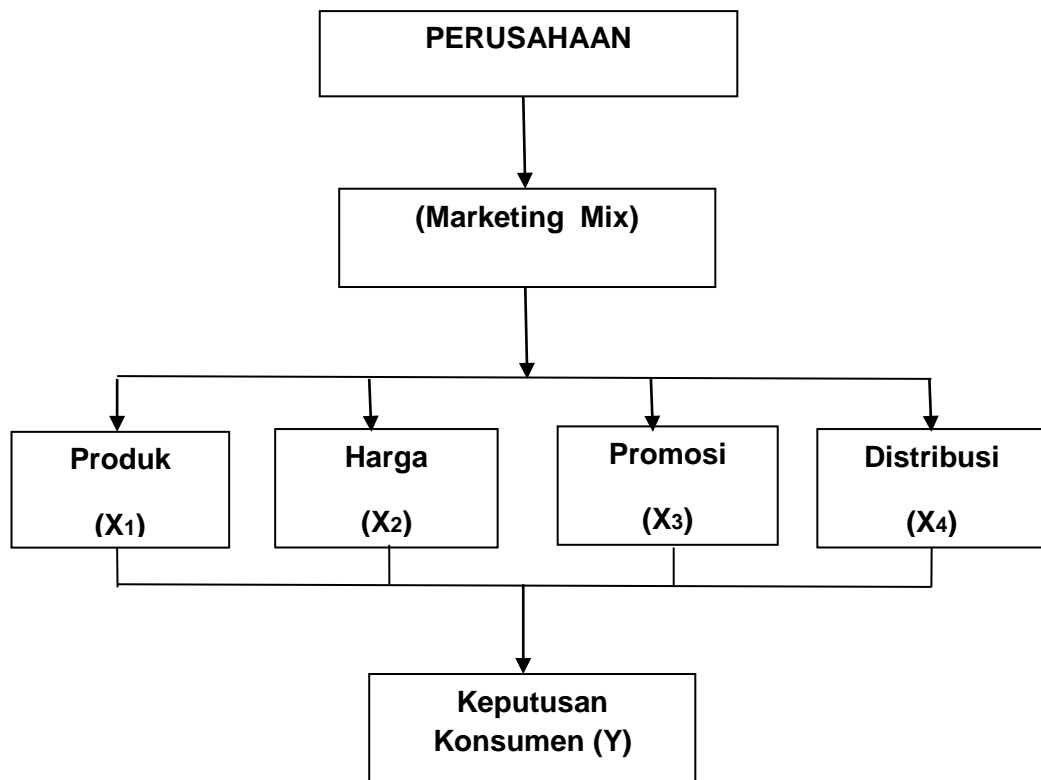 PERUSAHAAN
(Marketing Mix)
Produk
(X1)
Harga
(X2)
Promosi
(X3)
Distribusi
(X4)
Keputusan
Konsumen (Y)